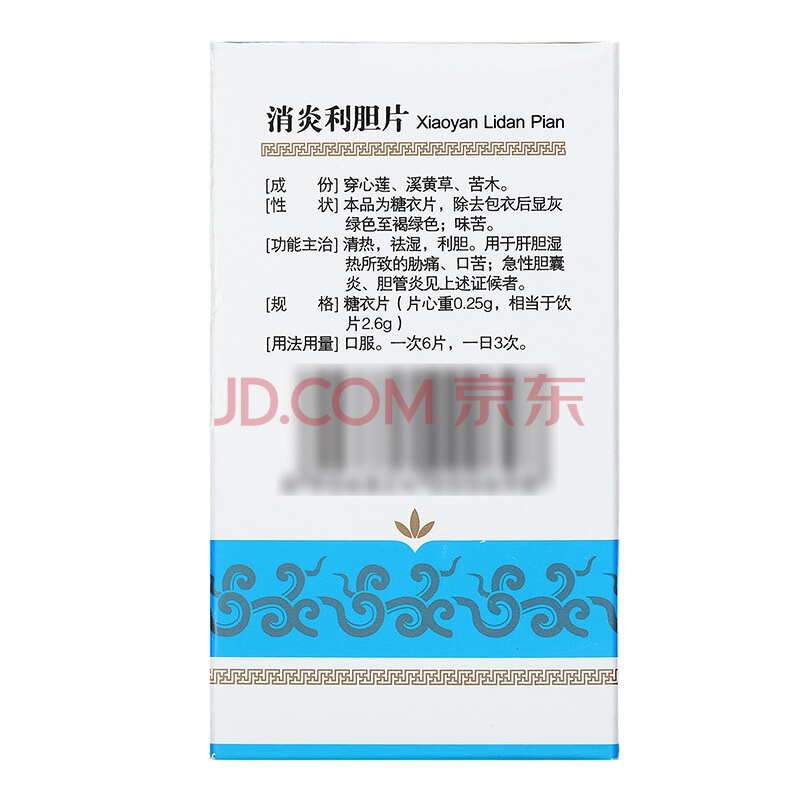 消炎利胆片 Xiaoyan Lidan Pian
[成　份] 穿心莲、溪黄草、苦木。
[性　状] 本品为糖衣片，除去包衣后显灰
绿色至褐绿色；味苦。
[功能主治] 清热，祛湿，利胆。用于肝胆湿
热所致的胁痛、口苦；急性胆囊
炎、胆管炎见上述证候者。
[规　格] 糖衣片（片心重0.25g，相当于饮
片2.6g）
[用法用量] 口服。一次6片，一日3次。
JD.COM 京东